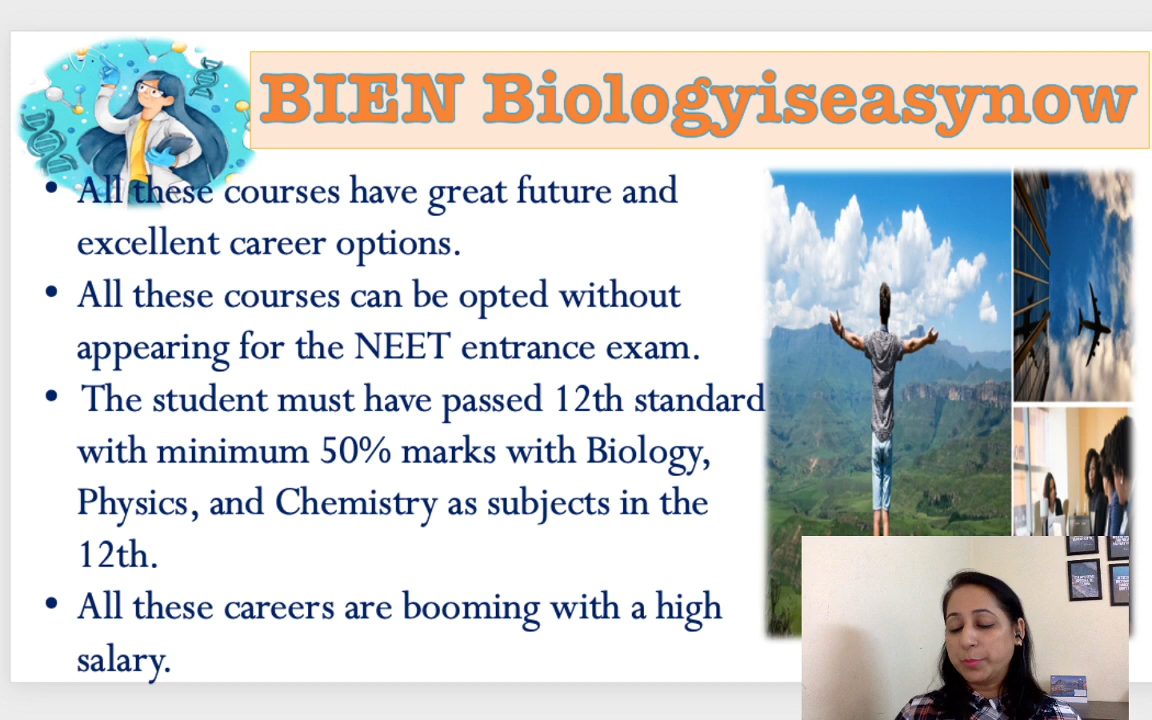 BIEN Biologyiseasynow
• All these courses have great future and
excellent career options.
• All these courses can be opted without
appearing for the NEET entrance exam.
• The student must have passed 12th standard
with minimum 50% marks with Biology,
Physics, and Chemistry as subjects in the
12th.
• All these careers are booming with a high
salary.